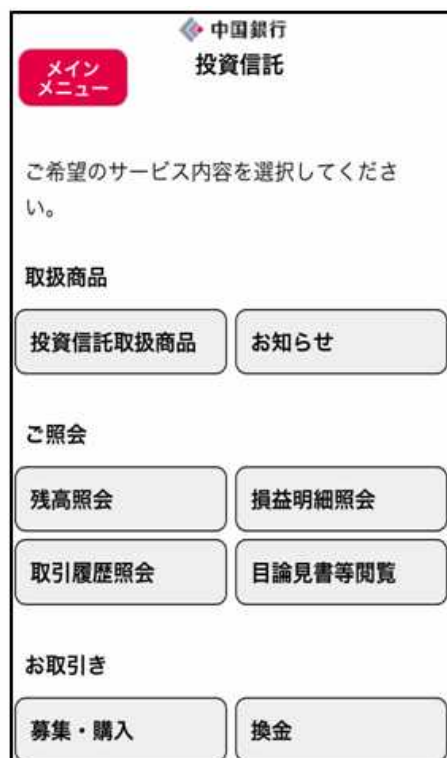 中国銀行
メイン
メニュー
投資信託
ご希望のサービス内容を選択してくださ
い。
取扱商品
投資信託取扱商品
お知らせ
ご照会
残高照会
損益明細照会
取引履歴照会
目論見書等閲覧
お取引き
募集・購入
換金